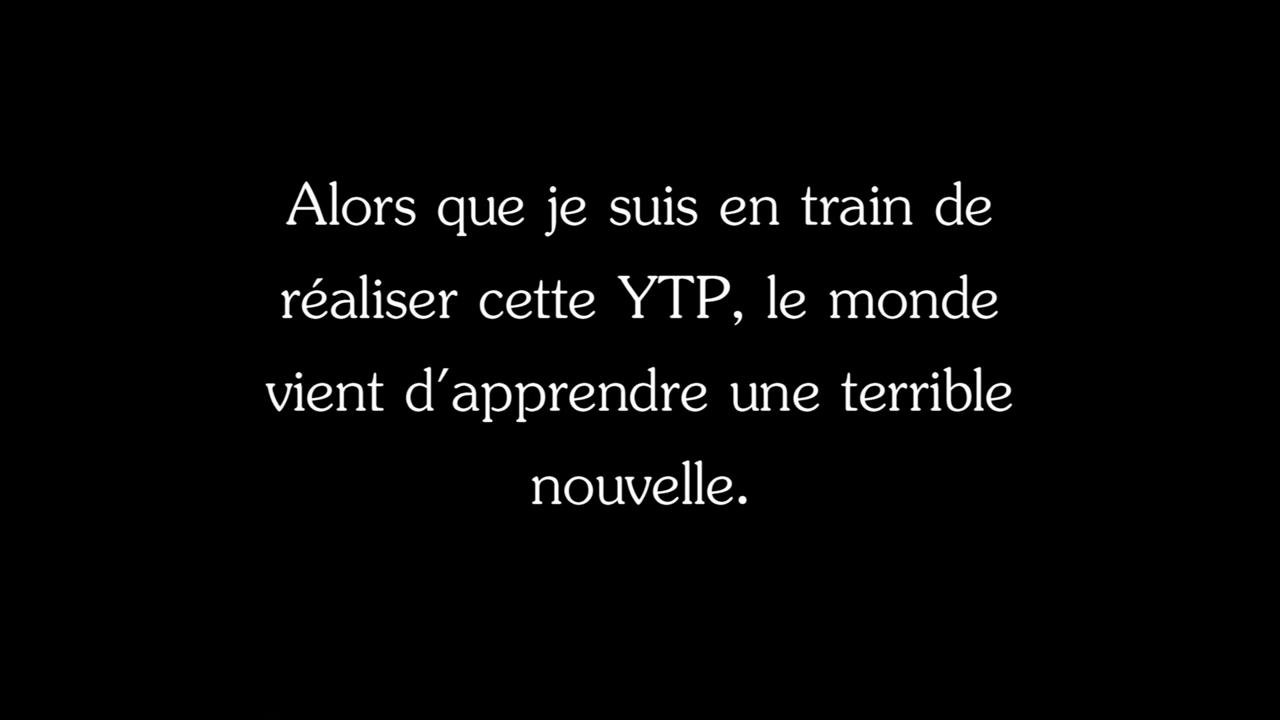 Alors que je suis en train de
réaliser cette YTP, le monde
vient d'apprendre une terrible
nouvelle.